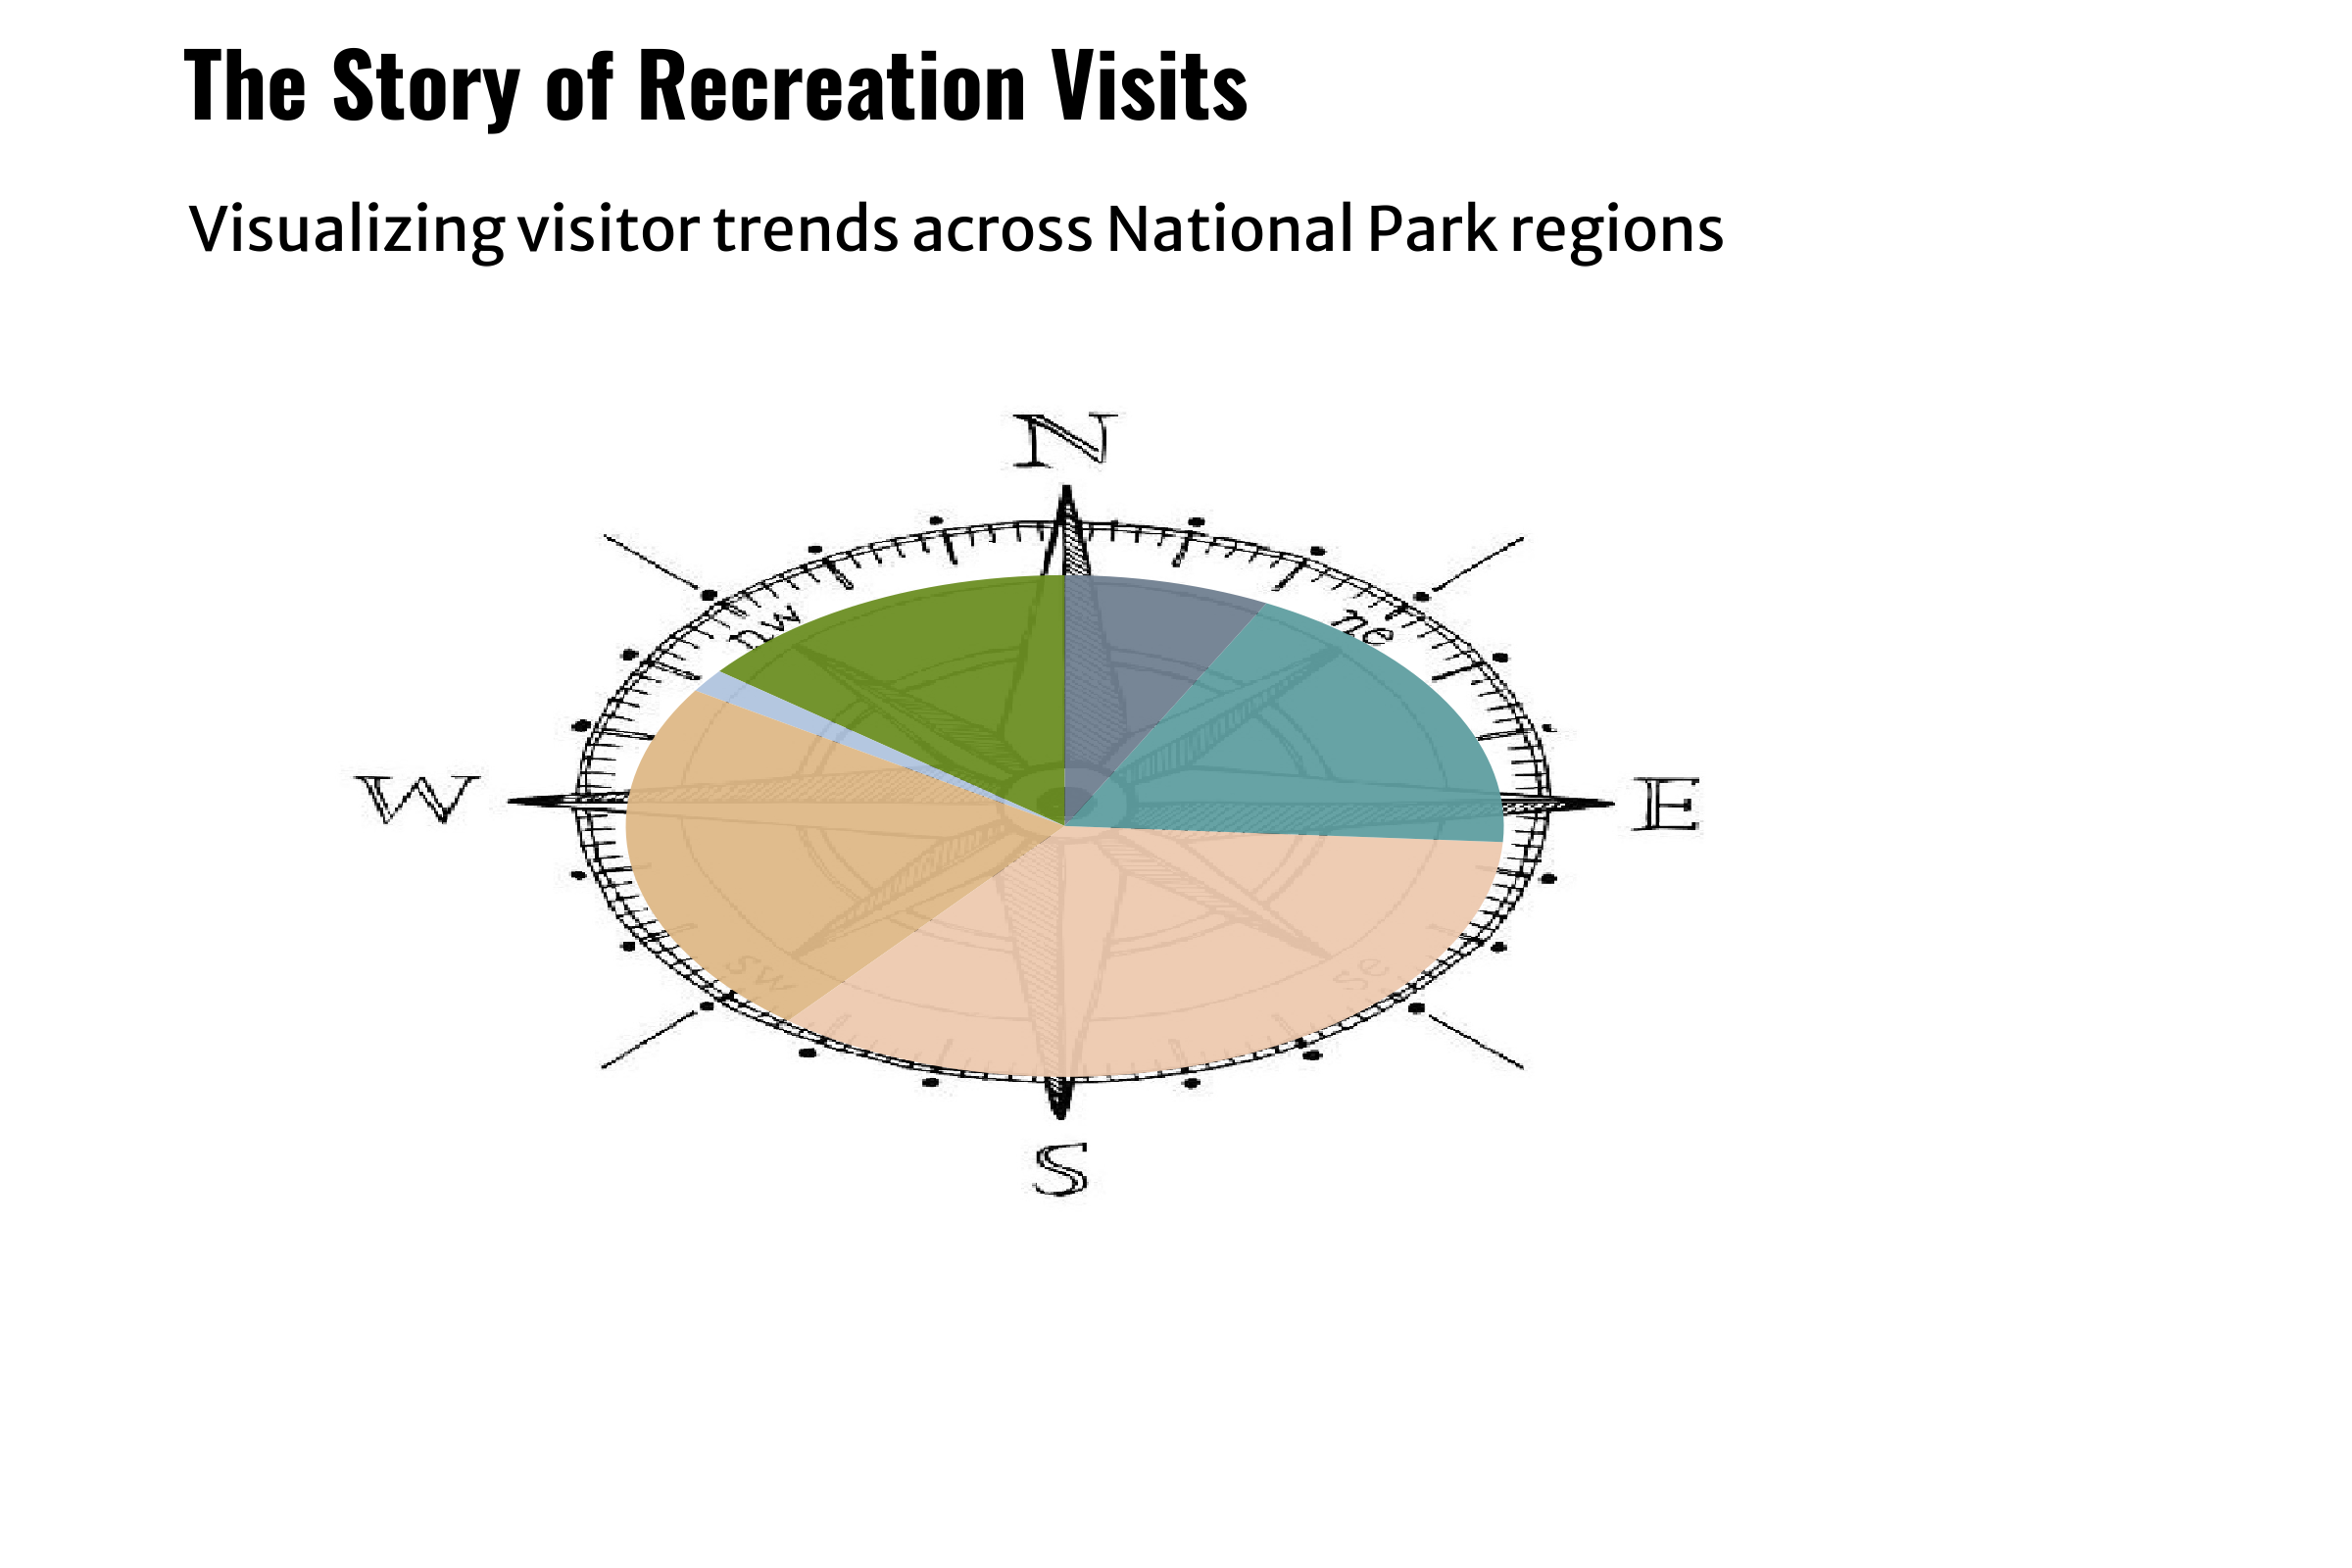 The Story of Recreation Visits
Visualizing visitor trends across National Park regions
N
nw
ne
W
E
sw
se
S